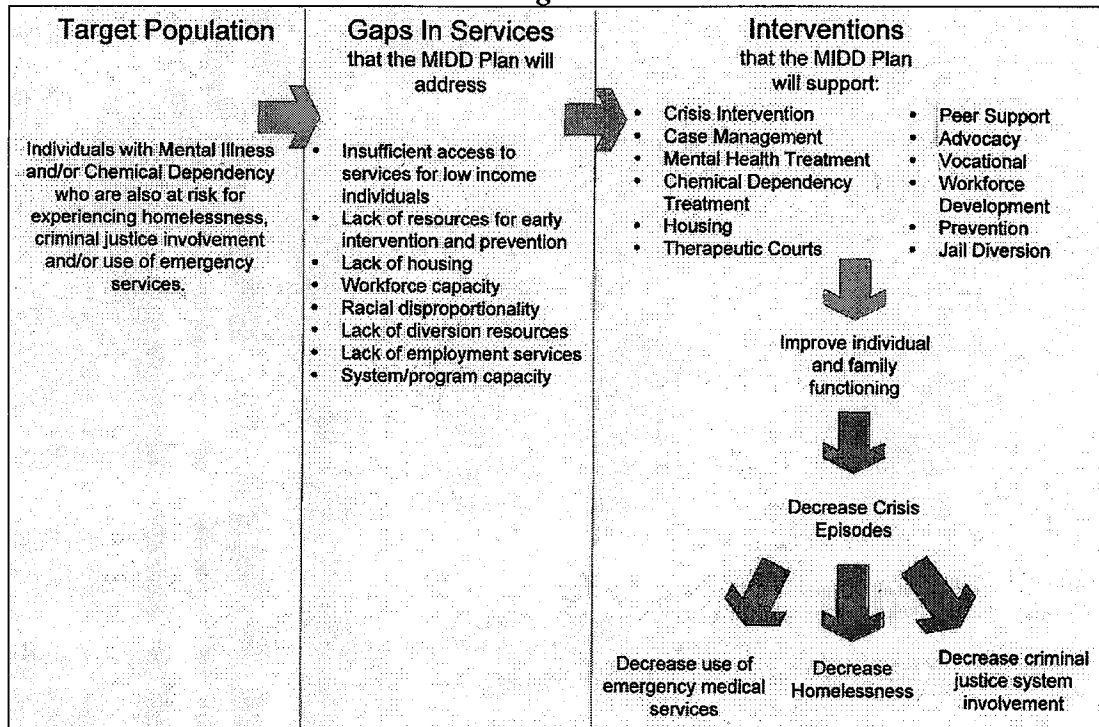 Target Population
Individuals with Mental Illness
and/or Chemical Dependency
who are also at risk for
experiencing homelessness,
criminal justice involvement
and/or use of emergency
services.
Gaps In Services
that the MIDD Plan will
address
• Insufficient access to
services for low income
individuals
• Lack of resources for early
intervention and prevention
• Lack of housing
• Workforce capacity
• Racial disproportionality
• Lack of diversion resources
• Lack of employment services
• System/program capacity
Interventions
that the MIDD Plan
will support:
• Crisis Intervention
• Case Management
• Mental Health Treatment
• Chemical Dependency
Treatment
• Housing
• Therapeutic Courts
• Peer Support
• Advocacy
• Vocational
• Workforce
Development
• Prevention
• Jail Diversion
Improve individual
and family
functioning
Decrease Crisis
Episodes
Decrease use of
emergency medical
services
Decrease
Homelessness
Decrease criminal
justice system
involvement